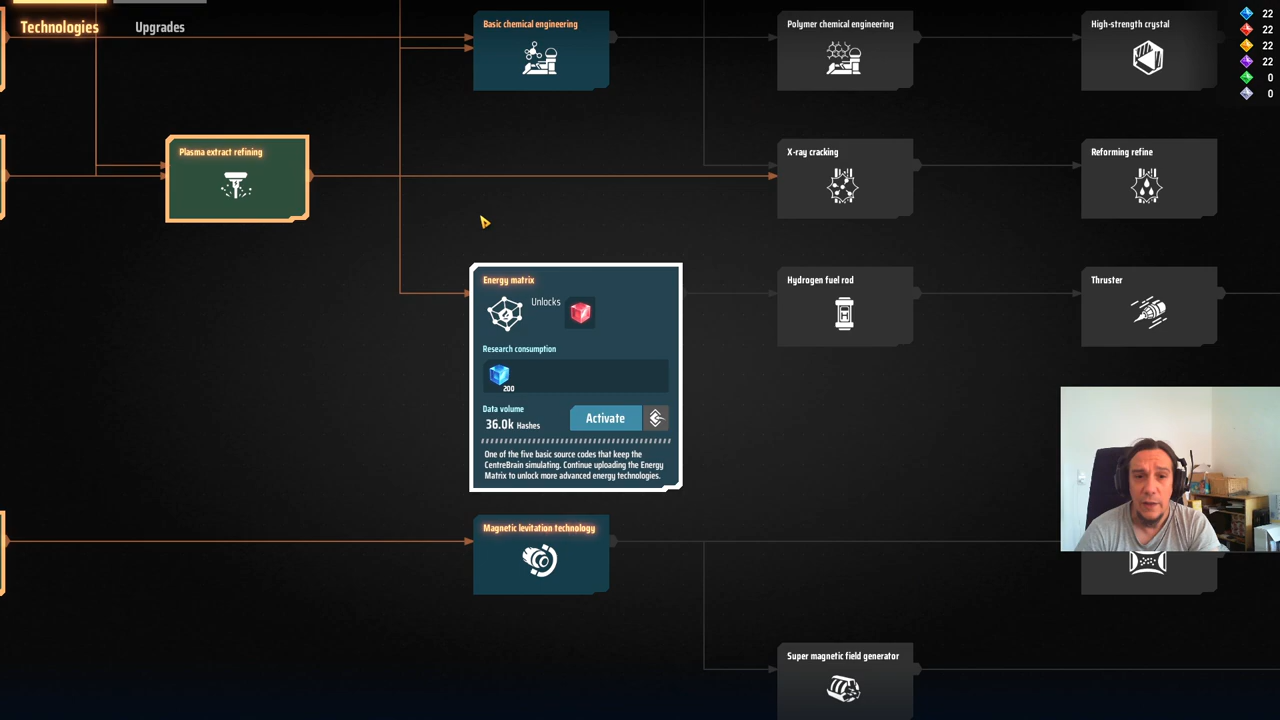 Technologies
Upgrades
22
22
22
22
0
0
Basic chemical engineering
Polymer chemical engineering
High-strength crystal
Plasma extract refining
X-ray cracking
Reforming refine
Energy matrix
Unlocks
Research consumption
200
Data volume
36.0k Hashes
Activate
One of the five basic source codes that keep the
CentreBrain simulating. Continue uploading the Energy
Matrix to unlock more advanced energy technologies.
Hydrogen fuel rod
Thruster
Magnetic levitation technology
Super magnetic field generator